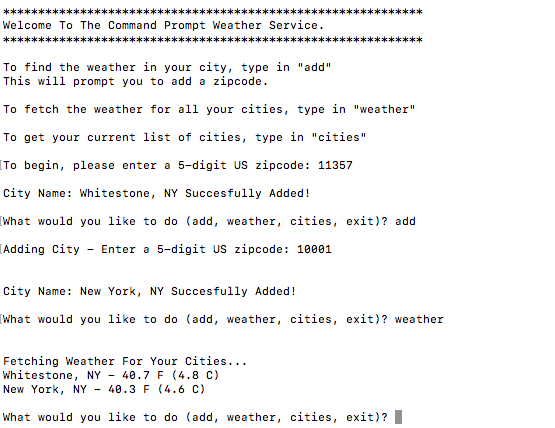 ************************************************************
Welcome To The Command Prompt Weather Service.
************************************************************
To find the weather in your city, type in "add"
This will prompt you to add a zipcode.
To fetch the weather for all your cities, type in "weather"
To get your current list of cities, type in "cities"
[To begin, please enter a 5-digit US zipcode: 11357
City Name: Whitestone, NY Succesfully Added!
[What would you like to do (add, weather, cities, exit)? add
[Adding City - Enter a 5-digit US zipcode: 10001
City Name: New York, NY Succesfully Added!
[What would you like to do (add, weather, cities, exit)? weather
Fetching Weather For Your Cities...
Whitestone, NY - 40.7 F (4.8 C)
New York, NY - 40.3 F (4.6 C)
What would you like to do (add, weather, cities, exit)?